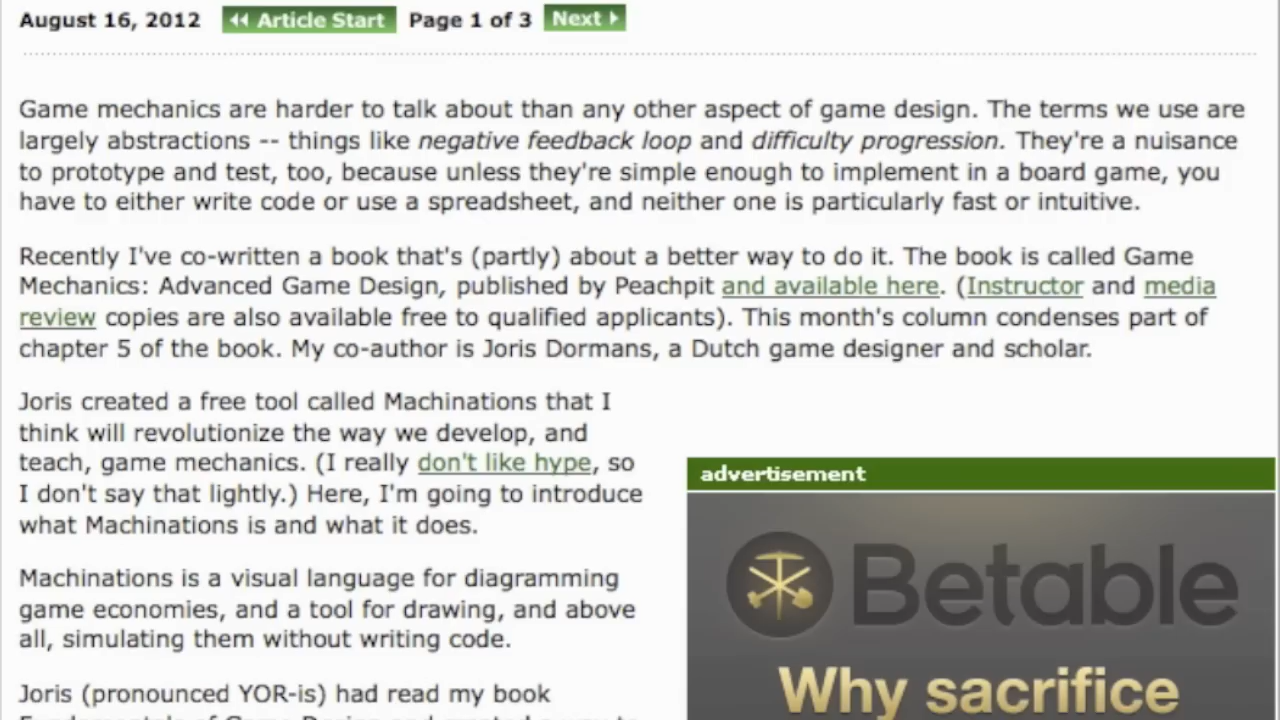 August 16, 2012 Article Start Page 1 of 3 Next
Game mechanics are harder to talk about than any other aspect of game design. The terms we use are
largely abstractions -- things like negative feedback loop and difficulty progression. They're a nuisance
to prototype and test, too, because unless they're simple enough to implement in a board game, you
have to either write code or use a spreadsheet, and neither one is particularly fast or intuitive.
Recently I've co-written a book that's (partly) about a better way to do it. The book is called Game
Mechanics: Advanced Game Design, published by Peachpit and available here. (Instructor and media
review copies are also available free to qualified applicants). This month's column condenses part of
chapter 5 of the book. My co-author is Joris Dormans, a Dutch game designer and scholar.
Joris created a free tool called Machinations that I
think will revolutionize the way we develop, and
teach, game mechanics. (I really don't like hype, so
I don't say that lightly.) Here, I'm going to introduce
what Machinations is and what it does.
Machinations is a visual language for diagramming
game economies, and a tool for drawing, and above
all, simulating them without writing code.
Joris (pronounced YOR-is) had read my book
advertisement
Betable
Why sacrifice